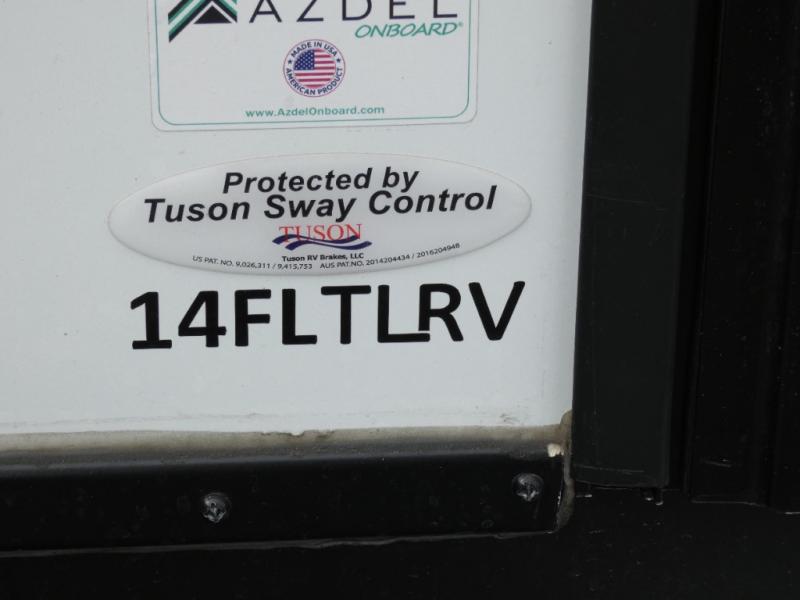 AZDEL
ONBOARD®
MADE IN USA
AMERICAN PRODUCT
www.AzdelOnboard.com
Protected by
Tuson Sway Control
TUSON
Tuson RV Brakes, LLC
US PAT. NO. 9,026,311 / 9,415,753 AUS PAT.NO. 2014204434 / 2016204948
14FLTLRV